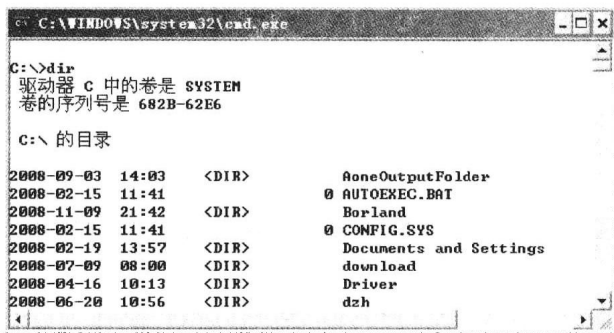 C:\WINDOWS\system32\cmd.exe
C:\>dir
驱动器 C 中的卷是 SYSTEM
卷的序列号是 682B-62E6
C:\ 的目录
2008-09-03 14:03 <DIR> AoneOutputFolder
2008-02-15 11:41 0 AUTOEXEC.BAT
2008-11-09 21:42 <DIR> Borland
2008-02-15 11:41 0 CONFIG.SYS
2008-02-19 13:57 <DIR> Documents and Settings
2008-07-09 08:00 <DIR> download
2008-04-16 10:13 <DIR> Driver
2008-06-20 10:56 <DIR> dzh